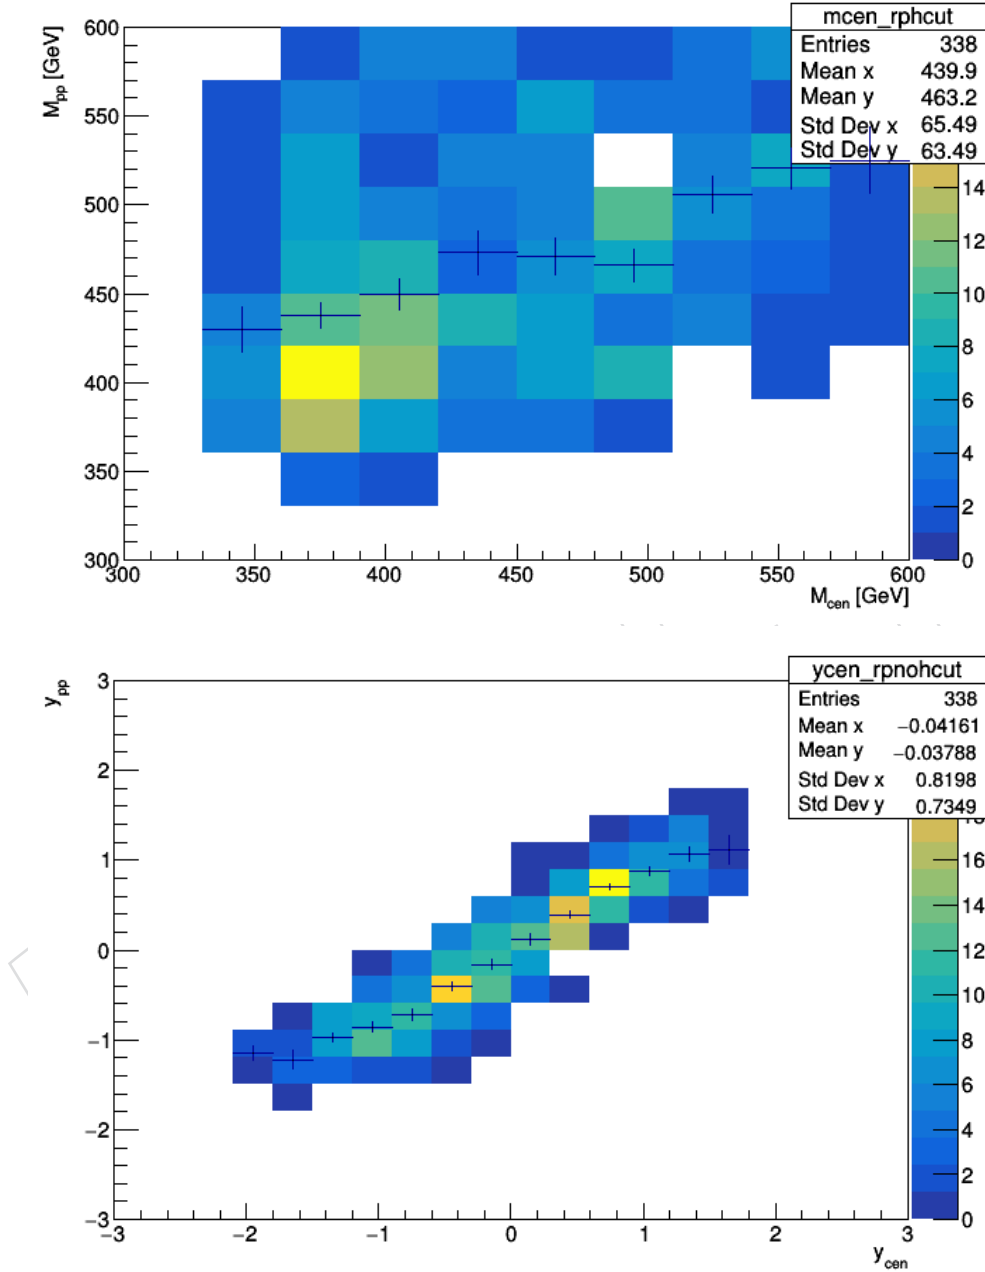 mcen_rphcut
Entries 338
Mean x 439.9
Mean y 463.2
Std Dev x 65.49
Std Dev y 63.49
M_pp [GeV]
600
550
500
450
400
350
300
300 350 400 450 500 550 600
M_cen [GeV]
14
12
10
8
6
4
2
0
ycen_rpnohcut
Entries 338
Mean x −0.04161
Mean y −0.03788
Std Dev x 0.8198
Std Dev y 0.7349
y_pp
3
2
1
0
−1
−2
−3
−3 −2 −1 0 1 2 3
y_cen
16
14
12
10
8
6
4
2
0